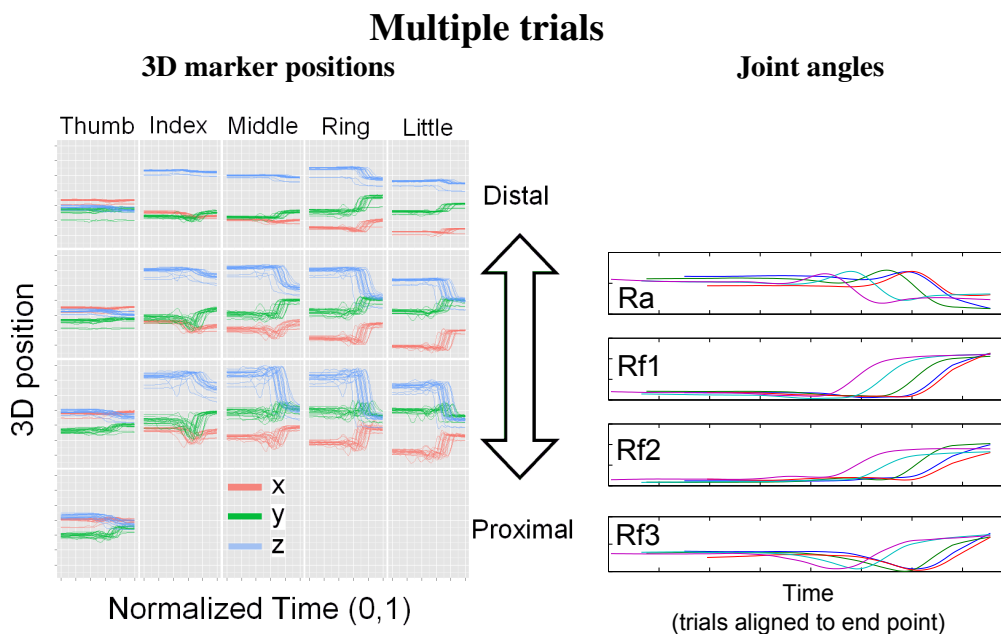 Multiple trials
3D marker positions
Joint angles
Thumb Index Middle Ring Little
3D position
Distal
Proximal
x
y
z
Normalized Time (0,1)
Ra
Rf1
Rf2
Rf3
Time
(trials aligned to end point)